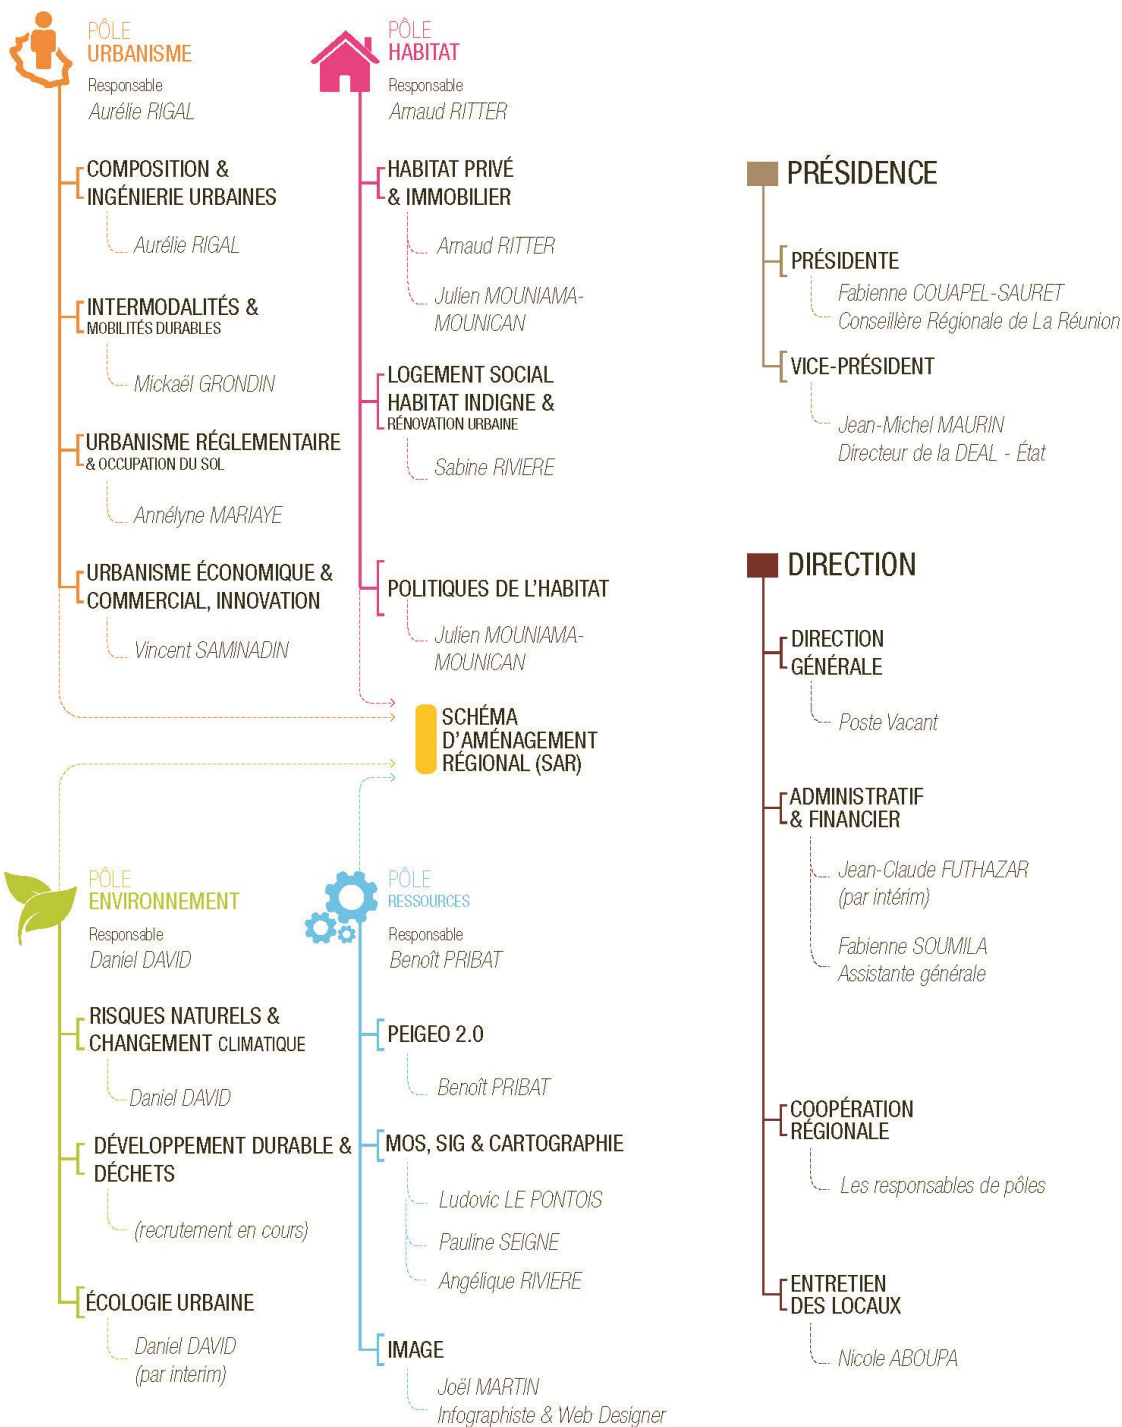 PÔLE
URBANISME
Responsable
Aurélie RIGAL
COMPOSITION &
INGÉNIERIE URBAINES
Aurélie RIGAL
INTERMODALITÉS &
MOBILITÉS DURABLES
Mickaël GRONDIN
URBANISME RÉGLEMENTAIRE
& OCCUPATION DU SOL
Annélyne MARIAYE
URBANISME ÉCONOMIQUE &
COMMERCIAL, INNOVATION
Vincent SAMINADIN
PÔLE
HABITAT
Responsable
Arnaud RITTER
HABITAT PRIVÉ
& IMMOBILIER
Arnaud RITTER
Julien MOUNIAMA-
MOUNICAN
LOGEMENT SOCIAL
HABITAT INDIGNE &
RÉNOVATION URBAINE
Sabine RIVIERE
POLITIQUES DE L'HABITAT
Julien MOUNIAMA-
MOUNICAN
SCHÉMA
D'AMÉNAGEMENT
RÉGIONAL (SAR)
PÔLE
ENVIRONNEMENT
Responsable
Daniel DAVID
RISQUES NATURELS &
CHANGEMENT CLIMATIQUE
Daniel DAVID
DÉVELOPPEMENT DURABLE &
DÉCHETS
(recrutement en cours)
ÉCOLOGIE URBAINE
Daniel DAVID
(par interim)
PÔLE
RESSOURCES
Responsable
Benoît PRIBAT
PEIGEO 2.0
Benoît PRIBAT
MOS, SIG & CARTOGRAPHIE
Ludovic LE PONTOIS
Pauline SEIGNE
Angélique RIVIERE
IMAGE
Joël MARTIN
Infographiste & Web Designer
PRÉSIDENCE
PRÉSIDENTE
Fabienne COUAPEL-SAURET
Conseillère Régionale de La Réunion
VICE-PRÉSIDENT
Jean-Michel MAURIN
Directeur de la DEAL - État
DIRECTION
DIRECTION
GÉNÉRALE
Poste Vacant
ADMINISTRATIF
& FINANCIER
Jean-Claude FUTHAZAR
(par intérim)
Fabienne SOUMILA
Assistante générale
COOPÉRATION
RÉGIONALE
Les responsables de pôles
ENTRETIEN
DES LOCAUX
Nicole ABOUPA